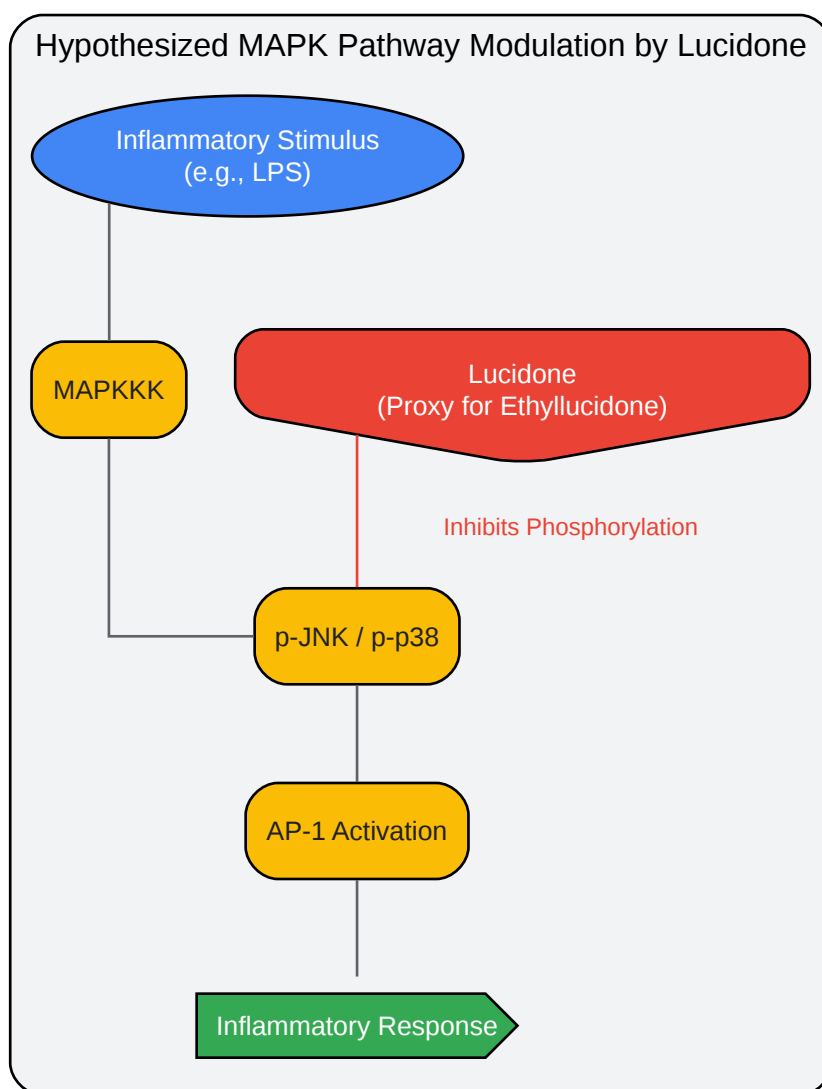 Hypothesized MAPK Pathway Modulation by Lucidone
Inflammatory Stimulus
(e.g., LPS)
MAPKKK
Lucidone
(Proxy for Ethyllucidone)
Inhibits Phosphorylation
p-JNK / p-p38
AP-1 Activation
Inflammatory Response